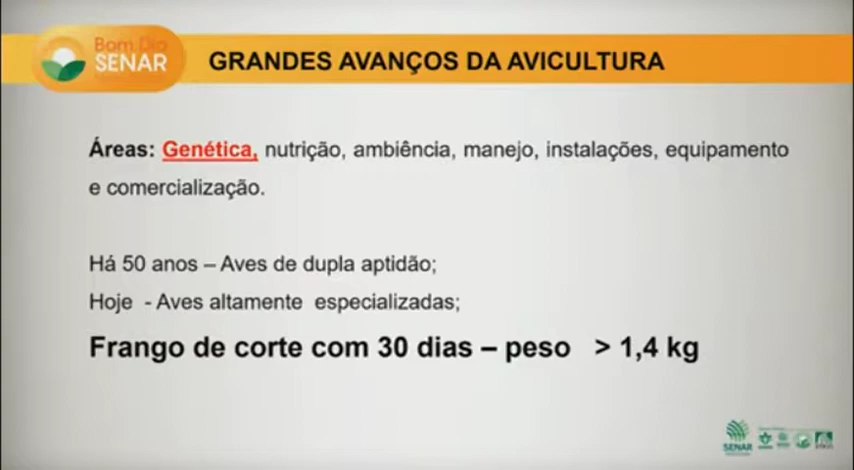 Bom Dia
SENAR
GRANDES AVANÇOS DA AVICULTURA
Áreas: Genética, nutrição, ambiência, manejo, instalações, equipamento
e comercialização.
Há 50 anos – Aves de dupla aptidão;
Hoje - Aves altamente especializadas;
Frango de corte com 30 dias – peso > 1,4 kg
SENAR